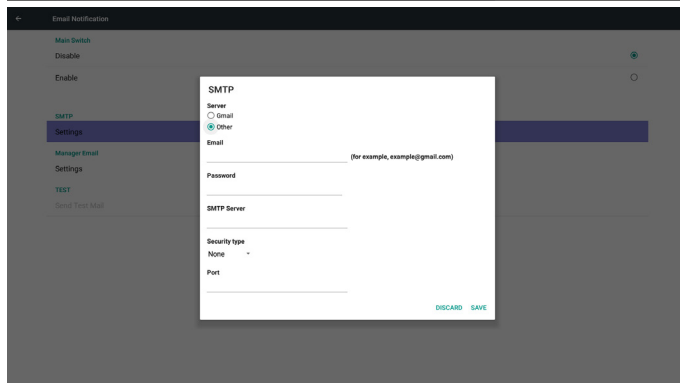 Email Notification
Main Switch
Disable
Enable
SMTP
Settings
Manager Email
Settings
TEST
Send Test Mail
SMTP
Server
Gmail
Other
Email
(for example, example@gmail.com)
Password
SMTP Server
Security type
None
Port
DISCARD SAVE